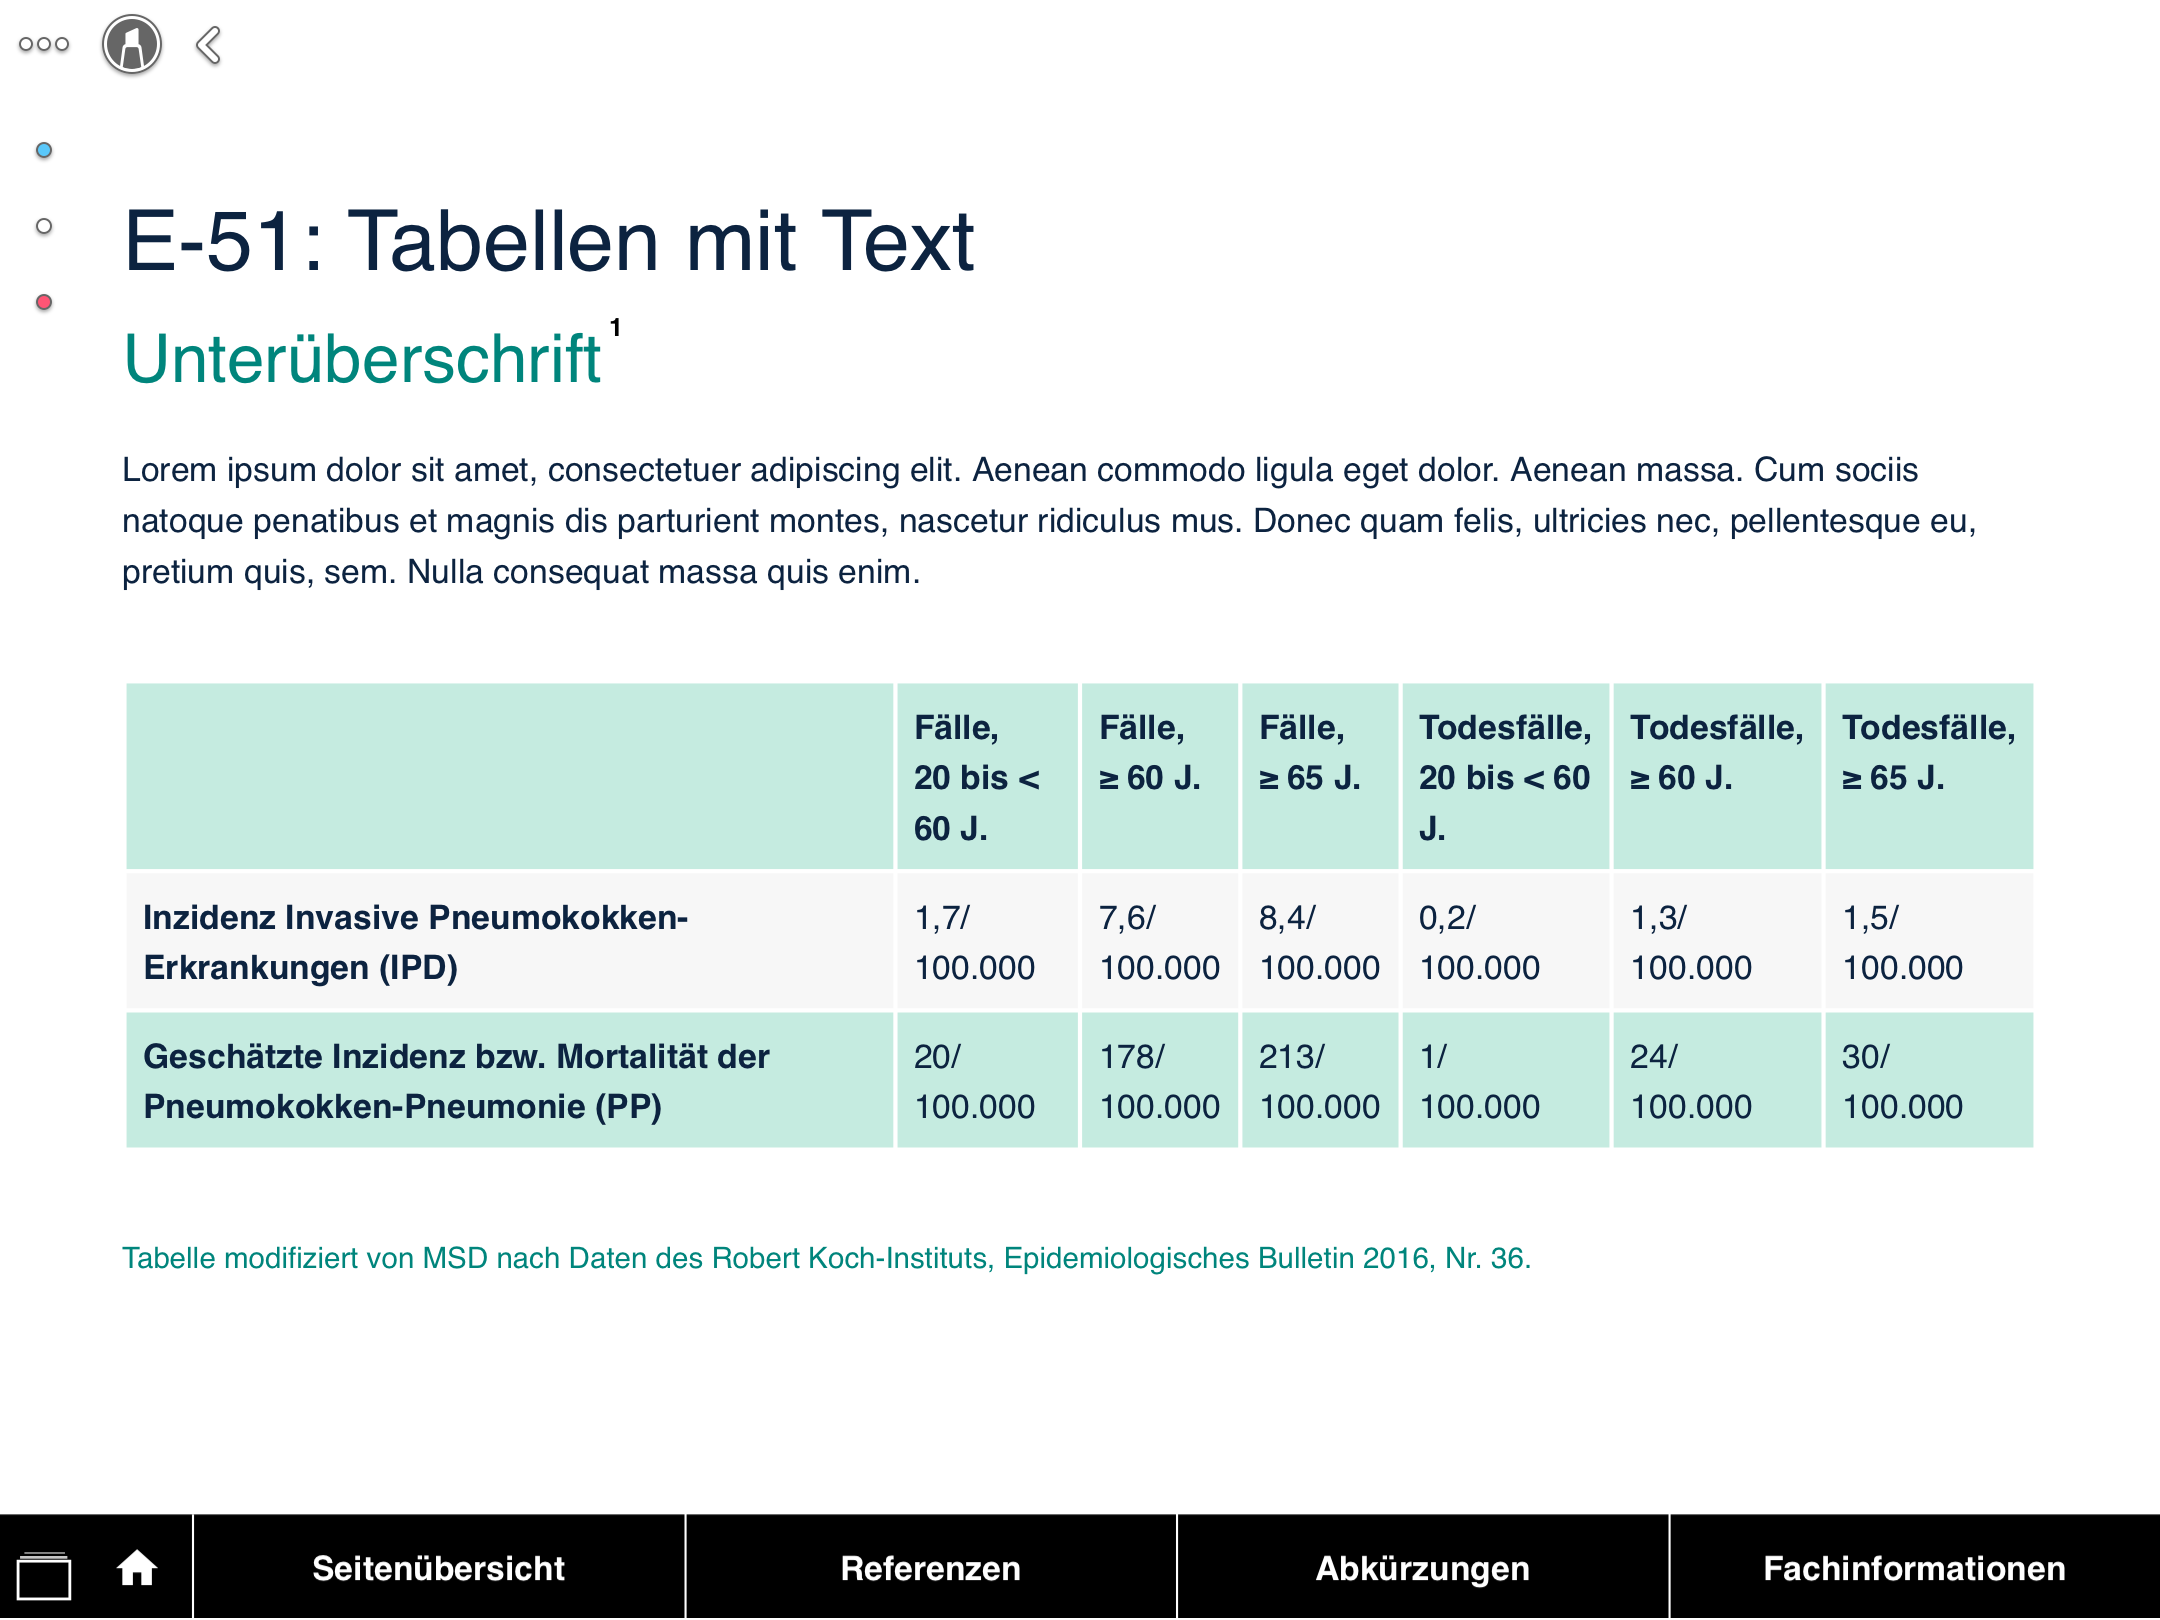 E-51: Tabellen mit Text
Unterüberschrift 1
Lorem ipsum dolor sit amet, consectetuer adipiscing elit. Aenean commodo ligula eget dolor. Aenean massa. Cum sociis
natoque penatibus et magnis dis parturient montes, nascetur ridiculus mus. Donec quam felis, ultricies nec, pellentesque eu,
pretium quis, sem. Nulla consequat massa quis enim.
Fälle, Fälle, Fälle, Todesfälle, Todesfälle, Todesfälle,
20 bis < ≥ 60 J. ≥ 65 J. 20 bis < 60 ≥ 60 J. ≥ 65 J.
60 J. J.
Inzidenz Invasive Pneumokokken- 1,7/ 7,6/ 8,4/ 0,2/ 1,3/ 1,5/
Erkrankungen (IPD) 100.000 100.000 100.000 100.000 100.000 100.000
Geschätzte Inzidenz bzw. Mortalität der 20/ 178/ 213/ 1/ 24/ 30/
Pneumokokken-Pneumonie (PP) 100.000 100.000 100.000 100.000 100.000 100.000
Tabelle modifiziert von MSD nach Daten des Robert Koch-Instituts, Epidemiologisches Bulletin 2016, Nr. 36.
Seitenübersicht Referenzen Abkürzungen Fachinformationen